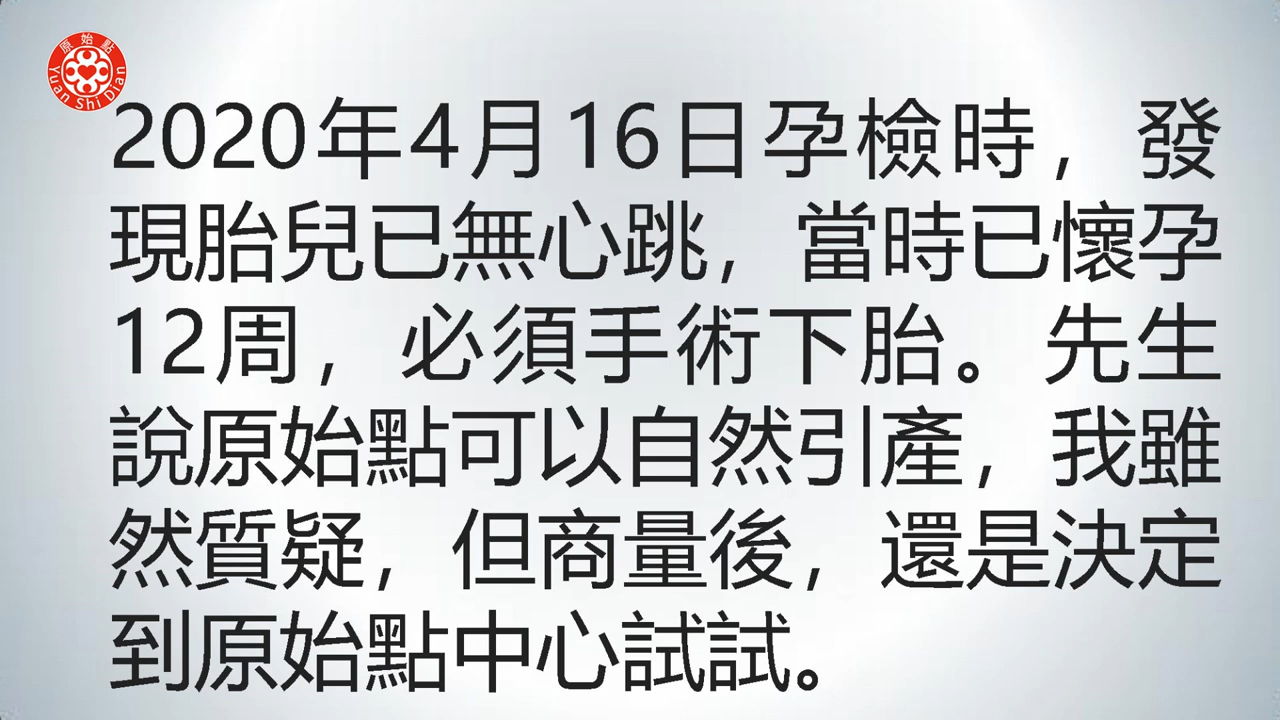 原始點
Yuan Shi Dian
2020年4月16日孕檢時，發
現胎兒已無心跳，當時已懷孕
12周，必須手術下胎。先生
說原始點可以自然引產，我雖
然質疑，但商量後，還是決定
到原始點中心試試。